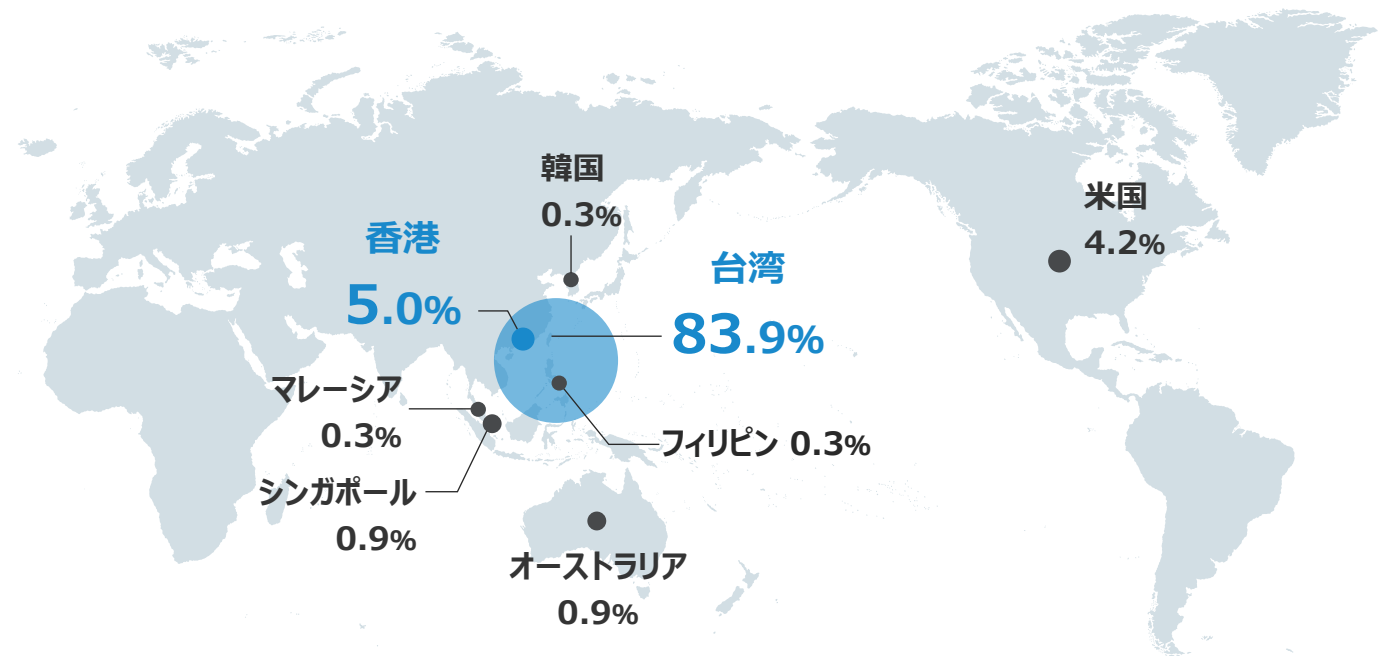 韓国
0.3%
米国
4.2%
香港
5.0%
台湾
83.9%
マレーシア
0.3%
フィリピン 0.3%
シンガポール
0.9%
オーストラリア
0.9%